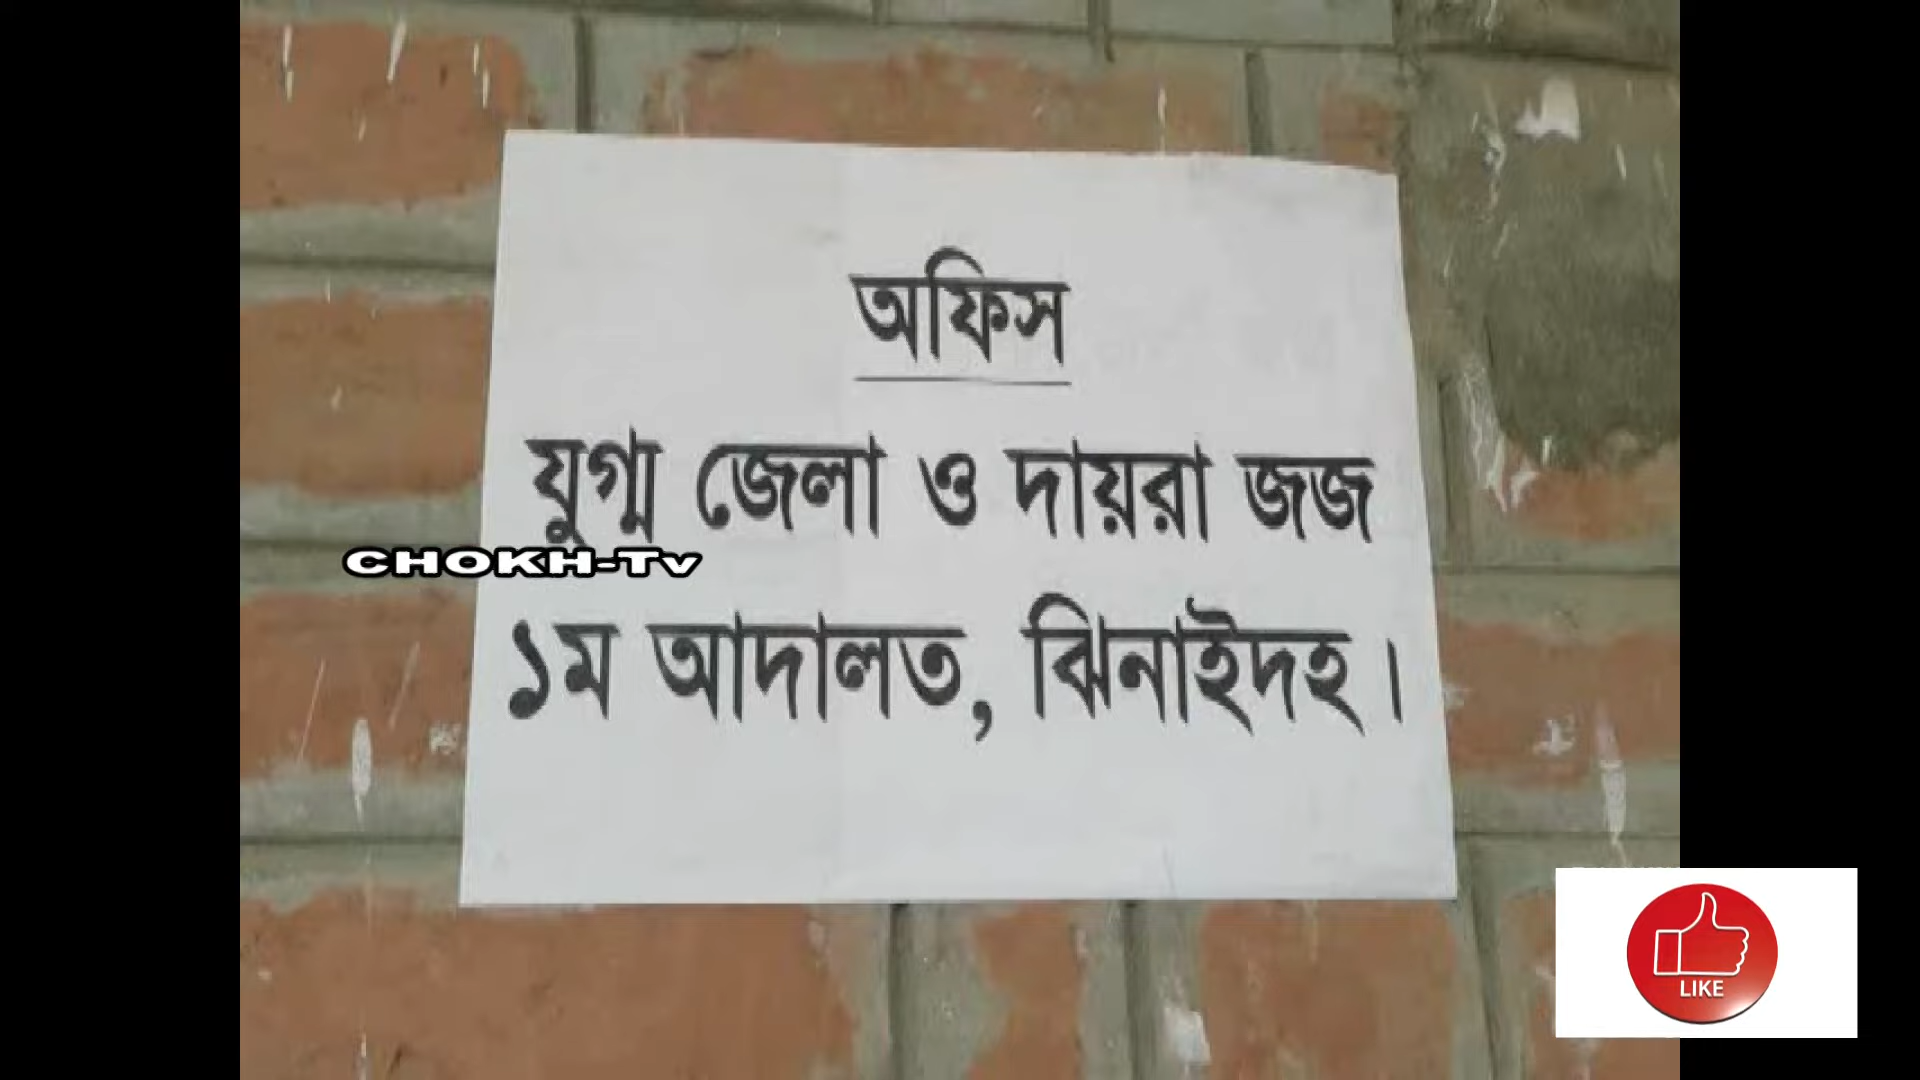 অফিস
যুগ্ম জেলা ও দায়রা জজ
CHOKH-Tv
১ম আদালত, ঝিনাইদহ।
LIKE